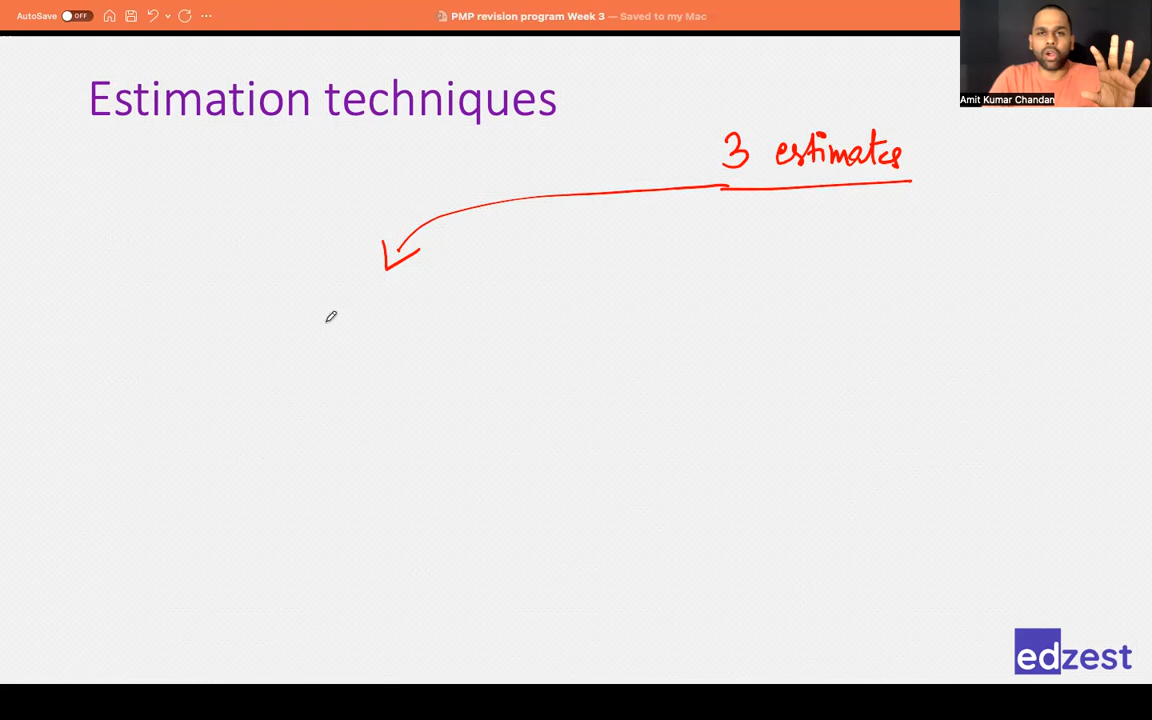 AutoSave OFF ... PMP revision program Week 3 — Saved to my Mac
Amit Kumar Chandan
Estimation techniques
3 estimates
edzest